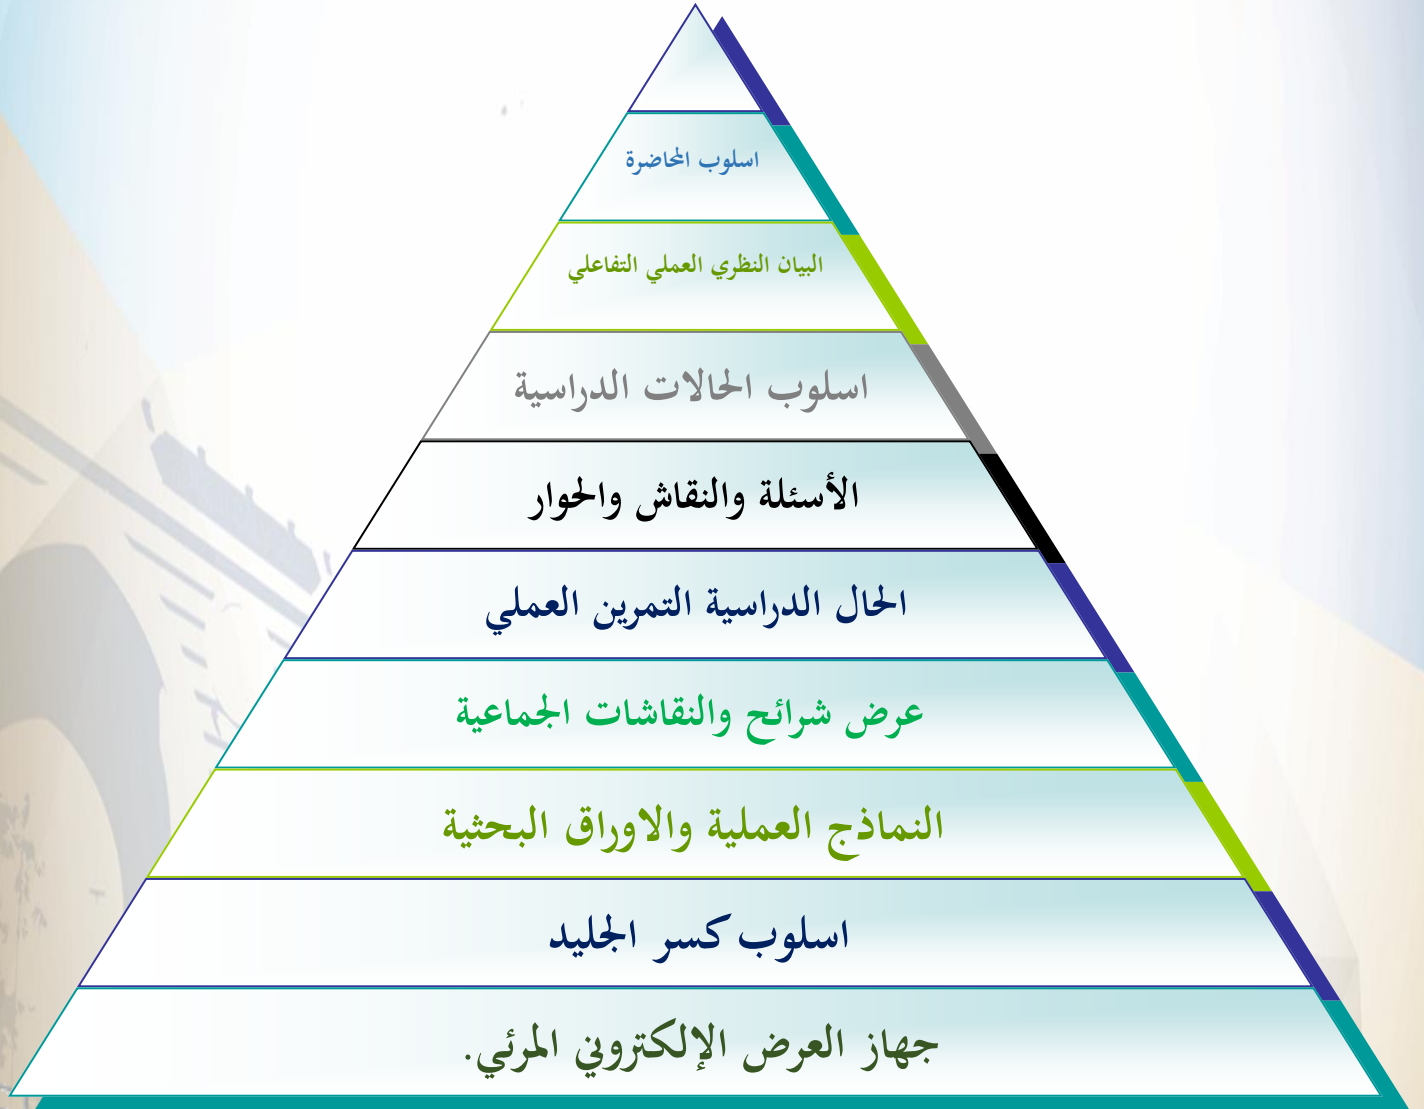 اسلوب المحاضرة
البيان النظري العملي التفاعلي
اسلوب الحالات الدراسية
الأسئلة والنقاش والحوار
الحال الدراسية التمرين العملي
عرض شرائح والنقاشات الجماعية
النماذج العملية والاوراق البحثية
اسلوب كسر الجليد
جهاز العرض الإلكتروني المرئي.